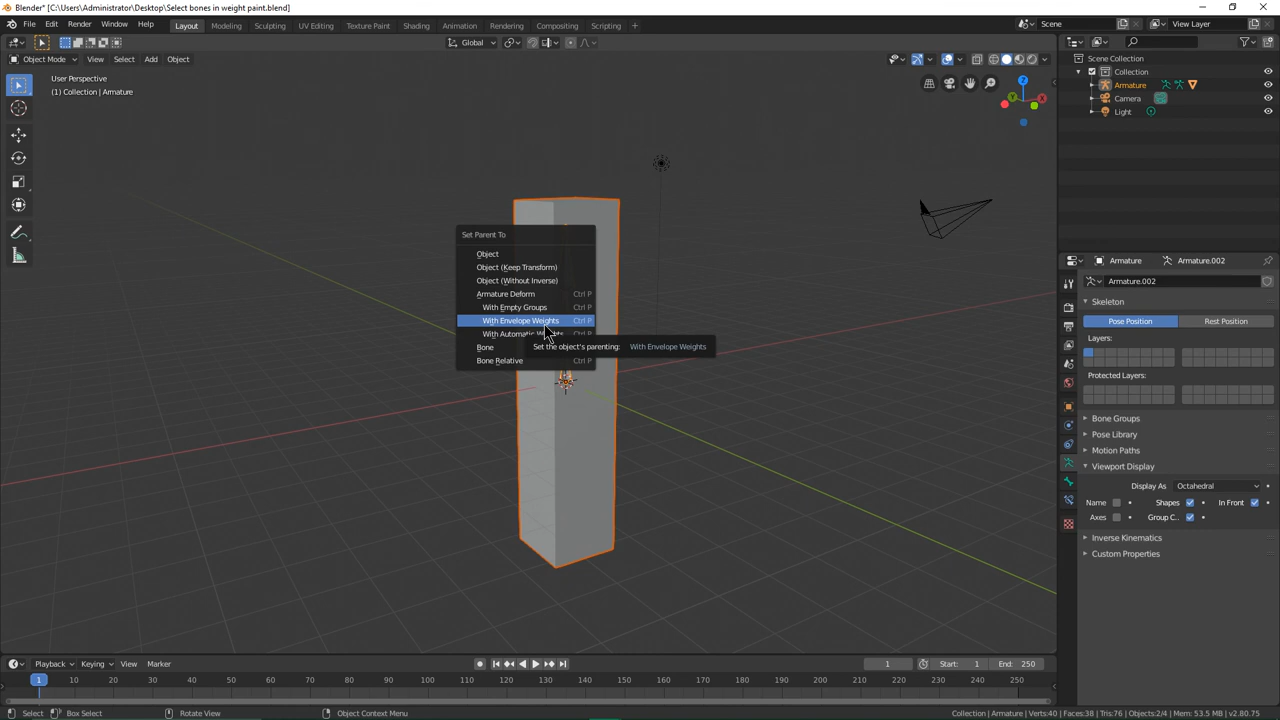 Blender* [C:\Users\Administrator\Desktop\Select bones in weight paint.blend]
File Edit Render Window Help Layout Modeling Sculpting UV Editing Texture Paint Shading Animation Rendering Compositing Scripting + Scene View Layer
Global
Object Mode View Select Add Object
User Perspective
(1) Collection | Armature
Scene Collection
Collection
Armature
Camera
Light
Z
Y
X
Set Parent To
Object
Object (Keep Transform)
Object (Without Inverse)
Armature Deform Ctrl P
With Empty Groups Ctrl P
With Envelope Weights Ctrl P
With Automatic
Bone
Bone Relative Ctrl P
Set the object's parenting: With Envelope Weights
Armature Armature.002
Armature.002
Skeleton
Pose Position Rest Position
Layers:
Protected Layers:
Bone Groups
Pose Library
Motion Paths
Viewport Display
Display As Octahedral
Name Shapes In Front
Axes Group C..
Inverse Kinematics
Custom Properties
Playback Keying View Marker 1 Start: 1 End: 250
1 10 20 30 40 50 60 70 80 90 100 110 120 130 140 150 160 170 180 190 200 210 220 230 240 250
Select Box Select Rotate View Object Context Menu Collection | Armature | Verts:40 | Faces:38 | Tris:76 | Objects:2/4 | Mem: 53.5 MB | v2.80.75